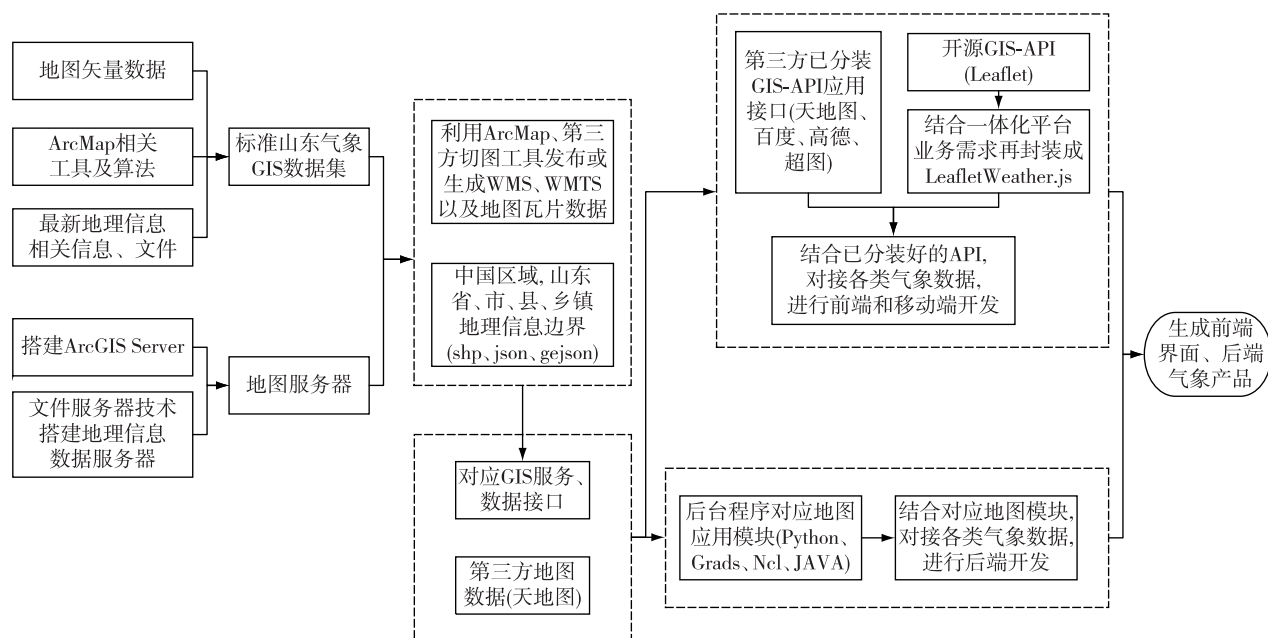 地图矢量数据
ArcMap相关
工具及算法
最新地理信息
相关信息、文件
标准山东气象
GIS数据集
搭建ArcGIS Server
文件服务器技术
搭建地理信息
数据服务器
地图服务器
利用ArcMap、第三
方切图工具发布或
生成WMS、WMTS
以及地图瓦片数据
中国区域,山东
省、市、县、乡镇
地理信息边界
(shp、json、gejson)
对应GIS服务、
数据接口
第三方地图
数据(天地图)
第三方已分装
GIS-API应用
接口(天地图、
百度、高德、
超图)
开源GIS-API
(Leaflet)
结合一体化平台
业务需求再封装成
LeafletWeather.js
结合已分装好的API,
对接各类气象数据,
进行前端和移动端开发
后台程序对应地图
应用模块(Python、
Grads、Ncl、JAVA)
结合对应地图模块,
对接各类气象数据,
进行后端开发
生成前端
界面、后端
气象产品